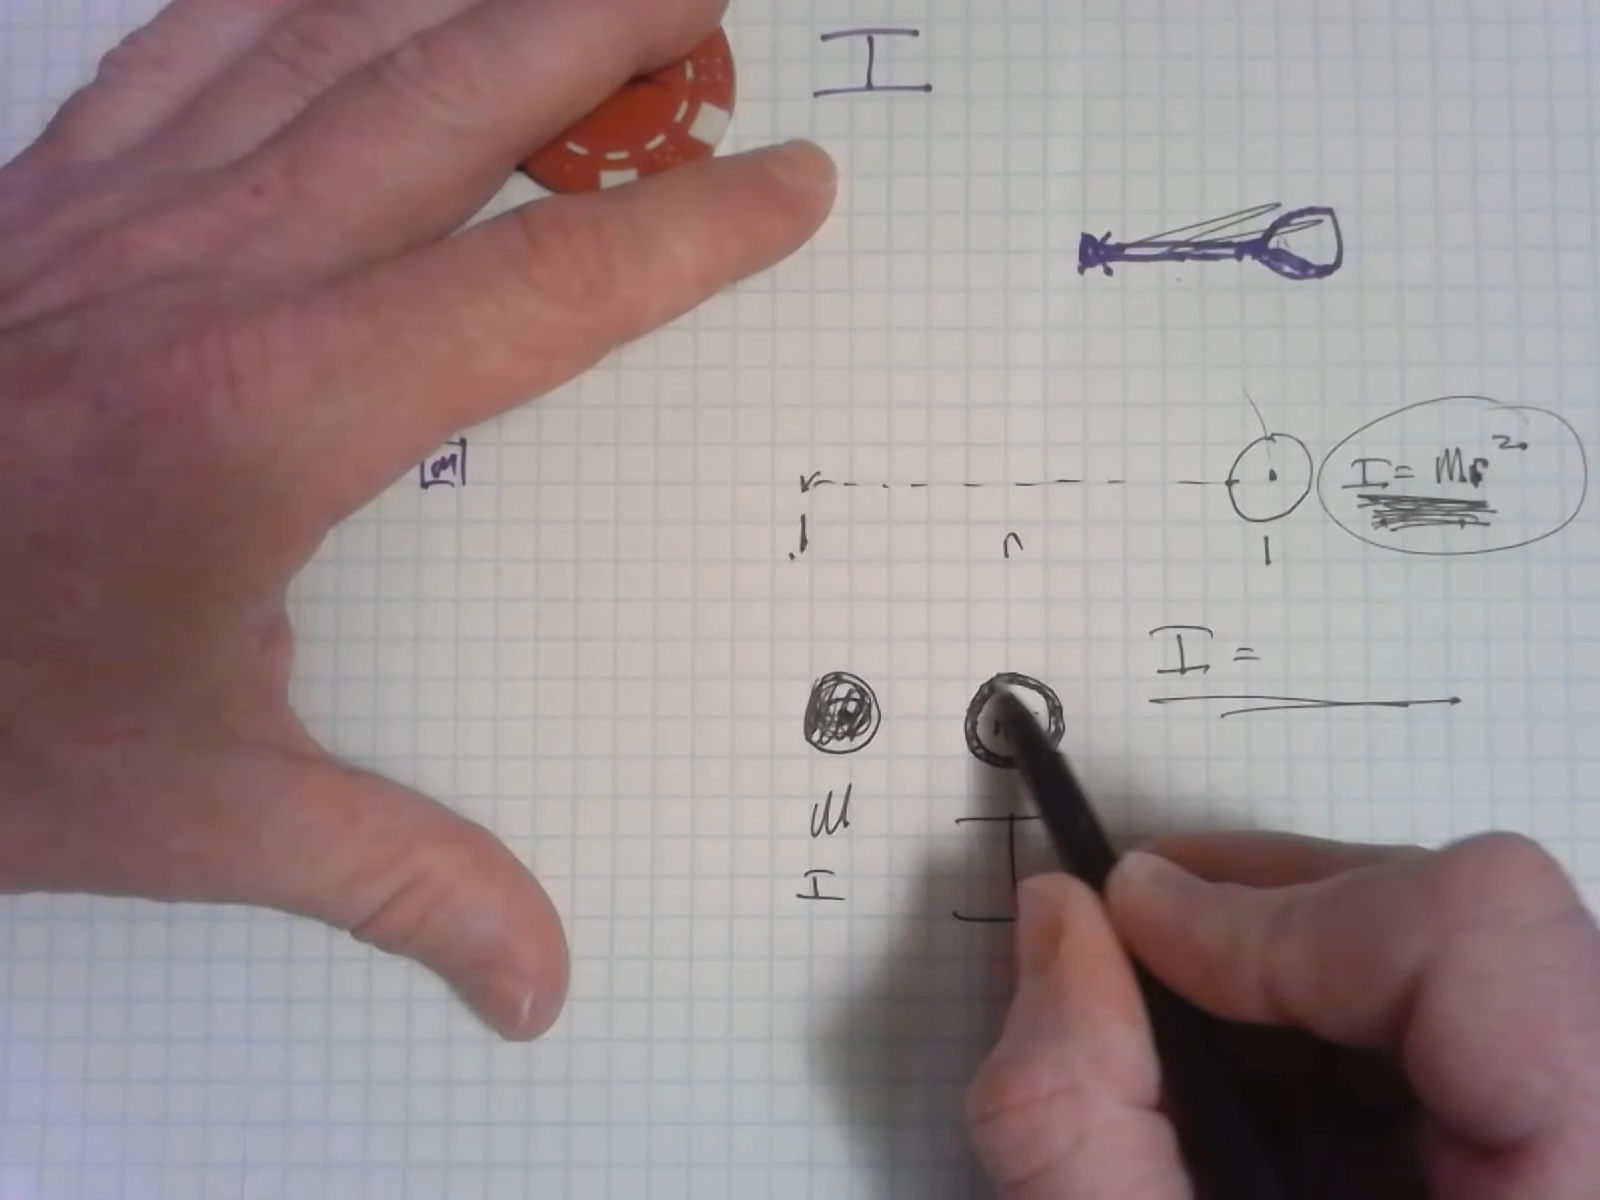 I
M
I = Mr²
r
I =
M
I
I